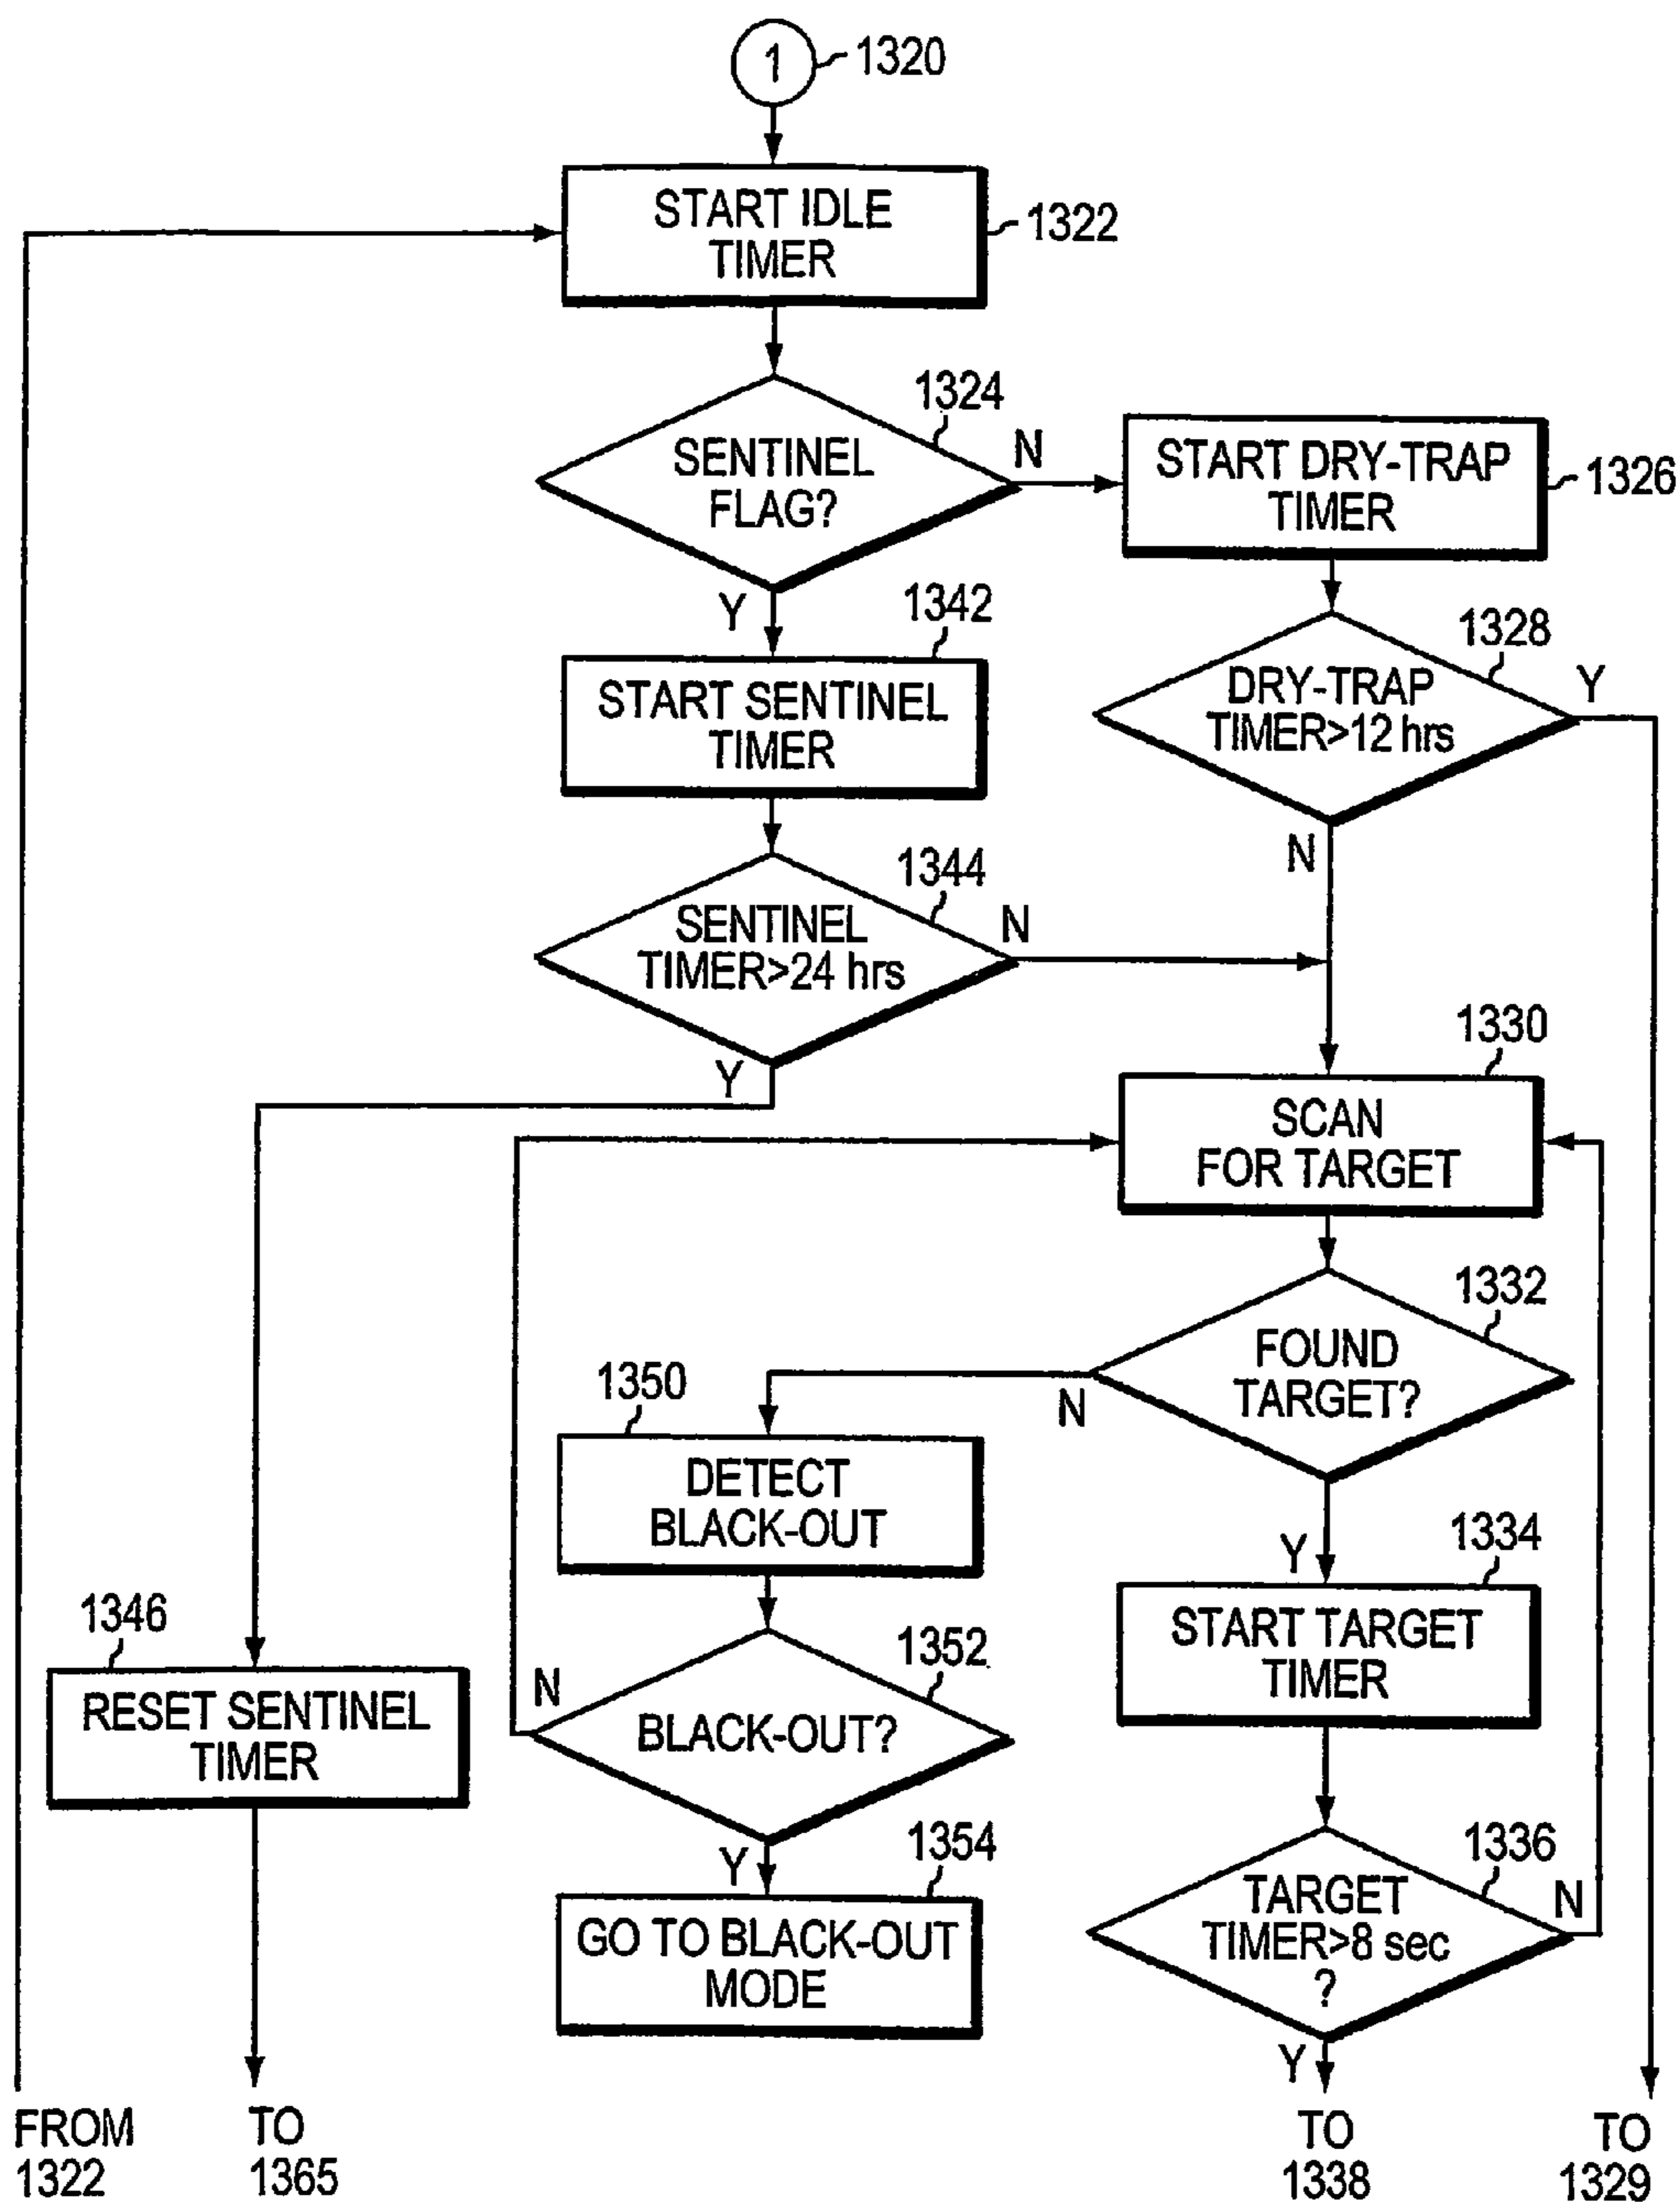 1
1320
START IDLE
TIMER
1322
1324
SENTINEL
FLAG?
N
START DRY-TRAP
TIMER
1326
Y
1342
START SENTINEL
TIMER
1328
DRY-TRAP
TIMER>12 hrs
Y
N
1344
SENTINEL
TIMER>24 hrs
N
Y
1330
SCAN
FOR TARGET
1332
FOUND
TARGET?
N
1350
DETECT
BLACK-OUT
Y
1334
START TARGET
TIMER
1346
RESET SENTINEL
TIMER
1352
N
BLACK-OUT?
Y
1354
GO TO BLACK-OUT
MODE
1336
TARGET
TIMER>8 sec
?
N
Y
FROM
1322
TO
1365
TO
1338
TO
1329